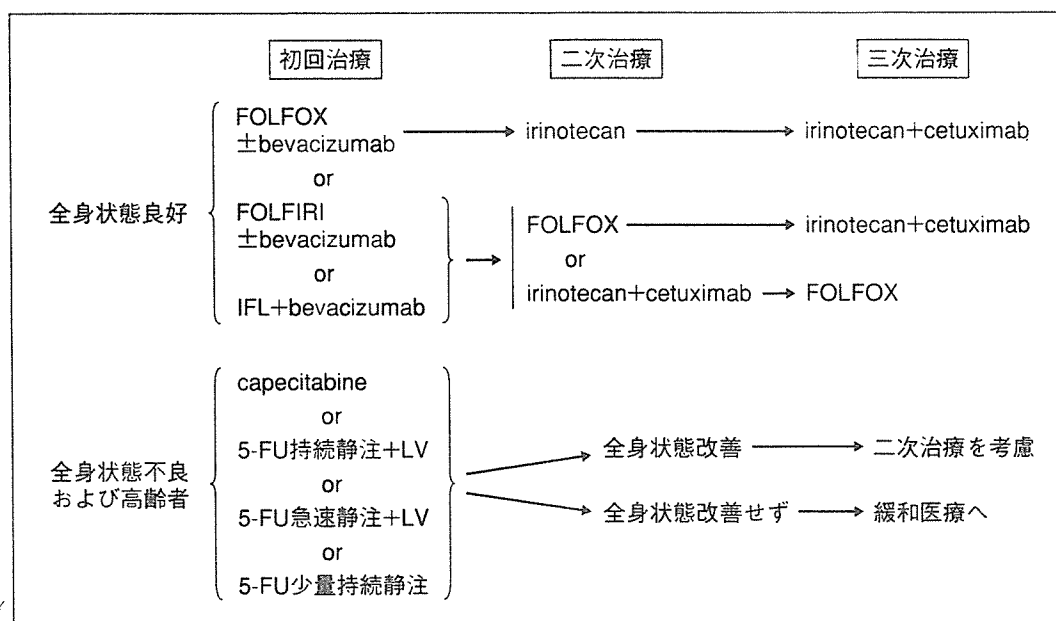 初回治療 二次治療 三次治療
FOLFOX
±bevacizumab → irinotecan → irinotecan+cetuximab
or
全身状態良好
FOLFIRI
±bevacizumab
or
IFL+bevacizumab
→ FOLFOX → irinotecan+cetuximab
or
irinotecan+cetuximab → FOLFOX
全身状態不良
および高齢者
capecitabine
or
5-FU持続静注+LV
or
5-FU急速静注+LV
or
5-FU少量持続静注
全身状態改善 → 二次治療を考慮
全身状態改善せず → 緩和医療へ